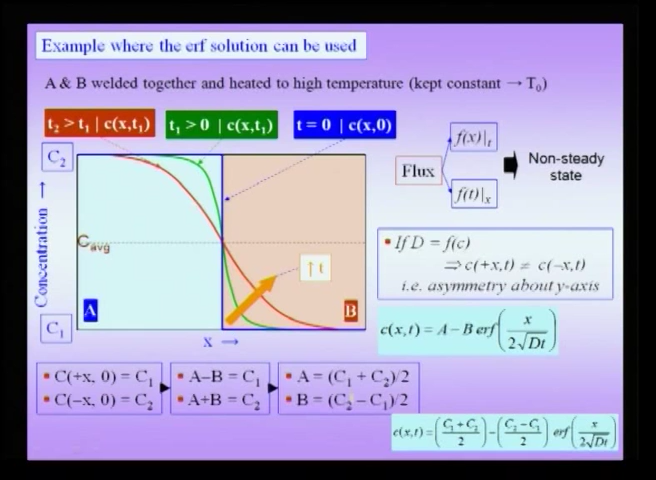 Example where the erf solution can be used
A & B welded together and heated to high temperature (kept constant → T₀)
t₂ > t₁ | c(x,t₁) t₁ > 0 | c(x,t₁) t = 0 | c(x,0)
C₂
Concentration →
C_avg
↑ t
A
B
C₁
x →
Flux
f(x)|ₜ
f(t)|ₓ
Non-steady
state
▪ If D = f(c)
⇒ c(+x,t) ≠ c(−x,t)
i.e. asymmetry about y-axis
c(x,t) = A − B erf(x / 2√Dt)
▪ C(+x, 0) = C₁
▪ C(−x, 0) = C₂
▪ A−B = C₁
▪ A+B = C₂
▪ A = (C₁ + C₂)/2
▪ B = (C₂ − C₁)/2
c(x,t) = ((C₁+C₂) / 2) − ((C₂−C₁) / 2) erf(x / 2√Dt)